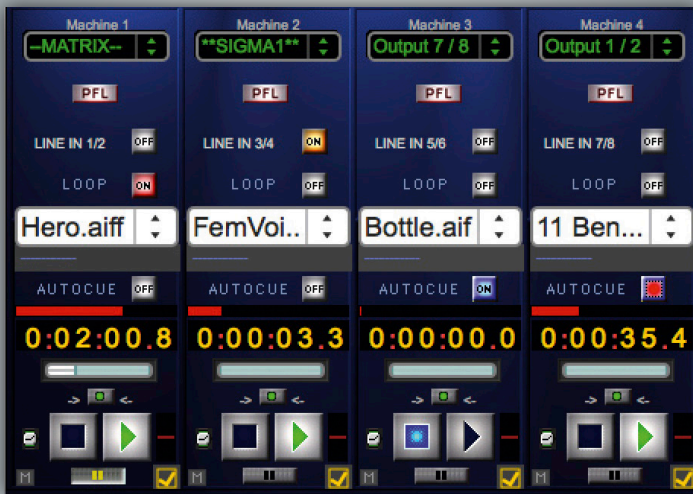 Machine 1
--MATRIX--
PFL
LINE IN 1/2 OFF
LOOP ON
Hero.aiff
AUTOCUE OFF
0:02:00.8
-> <-
M
Machine 2
**SIGMA1**
PFL
LINE IN 3/4 ON
LOOP OFF
FemVoi..
AUTOCUE OFF
0:00:03.3
-> <-
M
Machine 3
Output 7 / 8
PFL
LINE IN 5/6 OFF
LOOP OFF
Bottle.aif
AUTOCUE ON
0:00:00.0
-> <-
M
Machine 4
Output 1 / 2
PFL
LINE IN 7/8 OFF
LOOP OFF
11 Ben...
AUTOCUE
0:00:35.4
-> <-
M